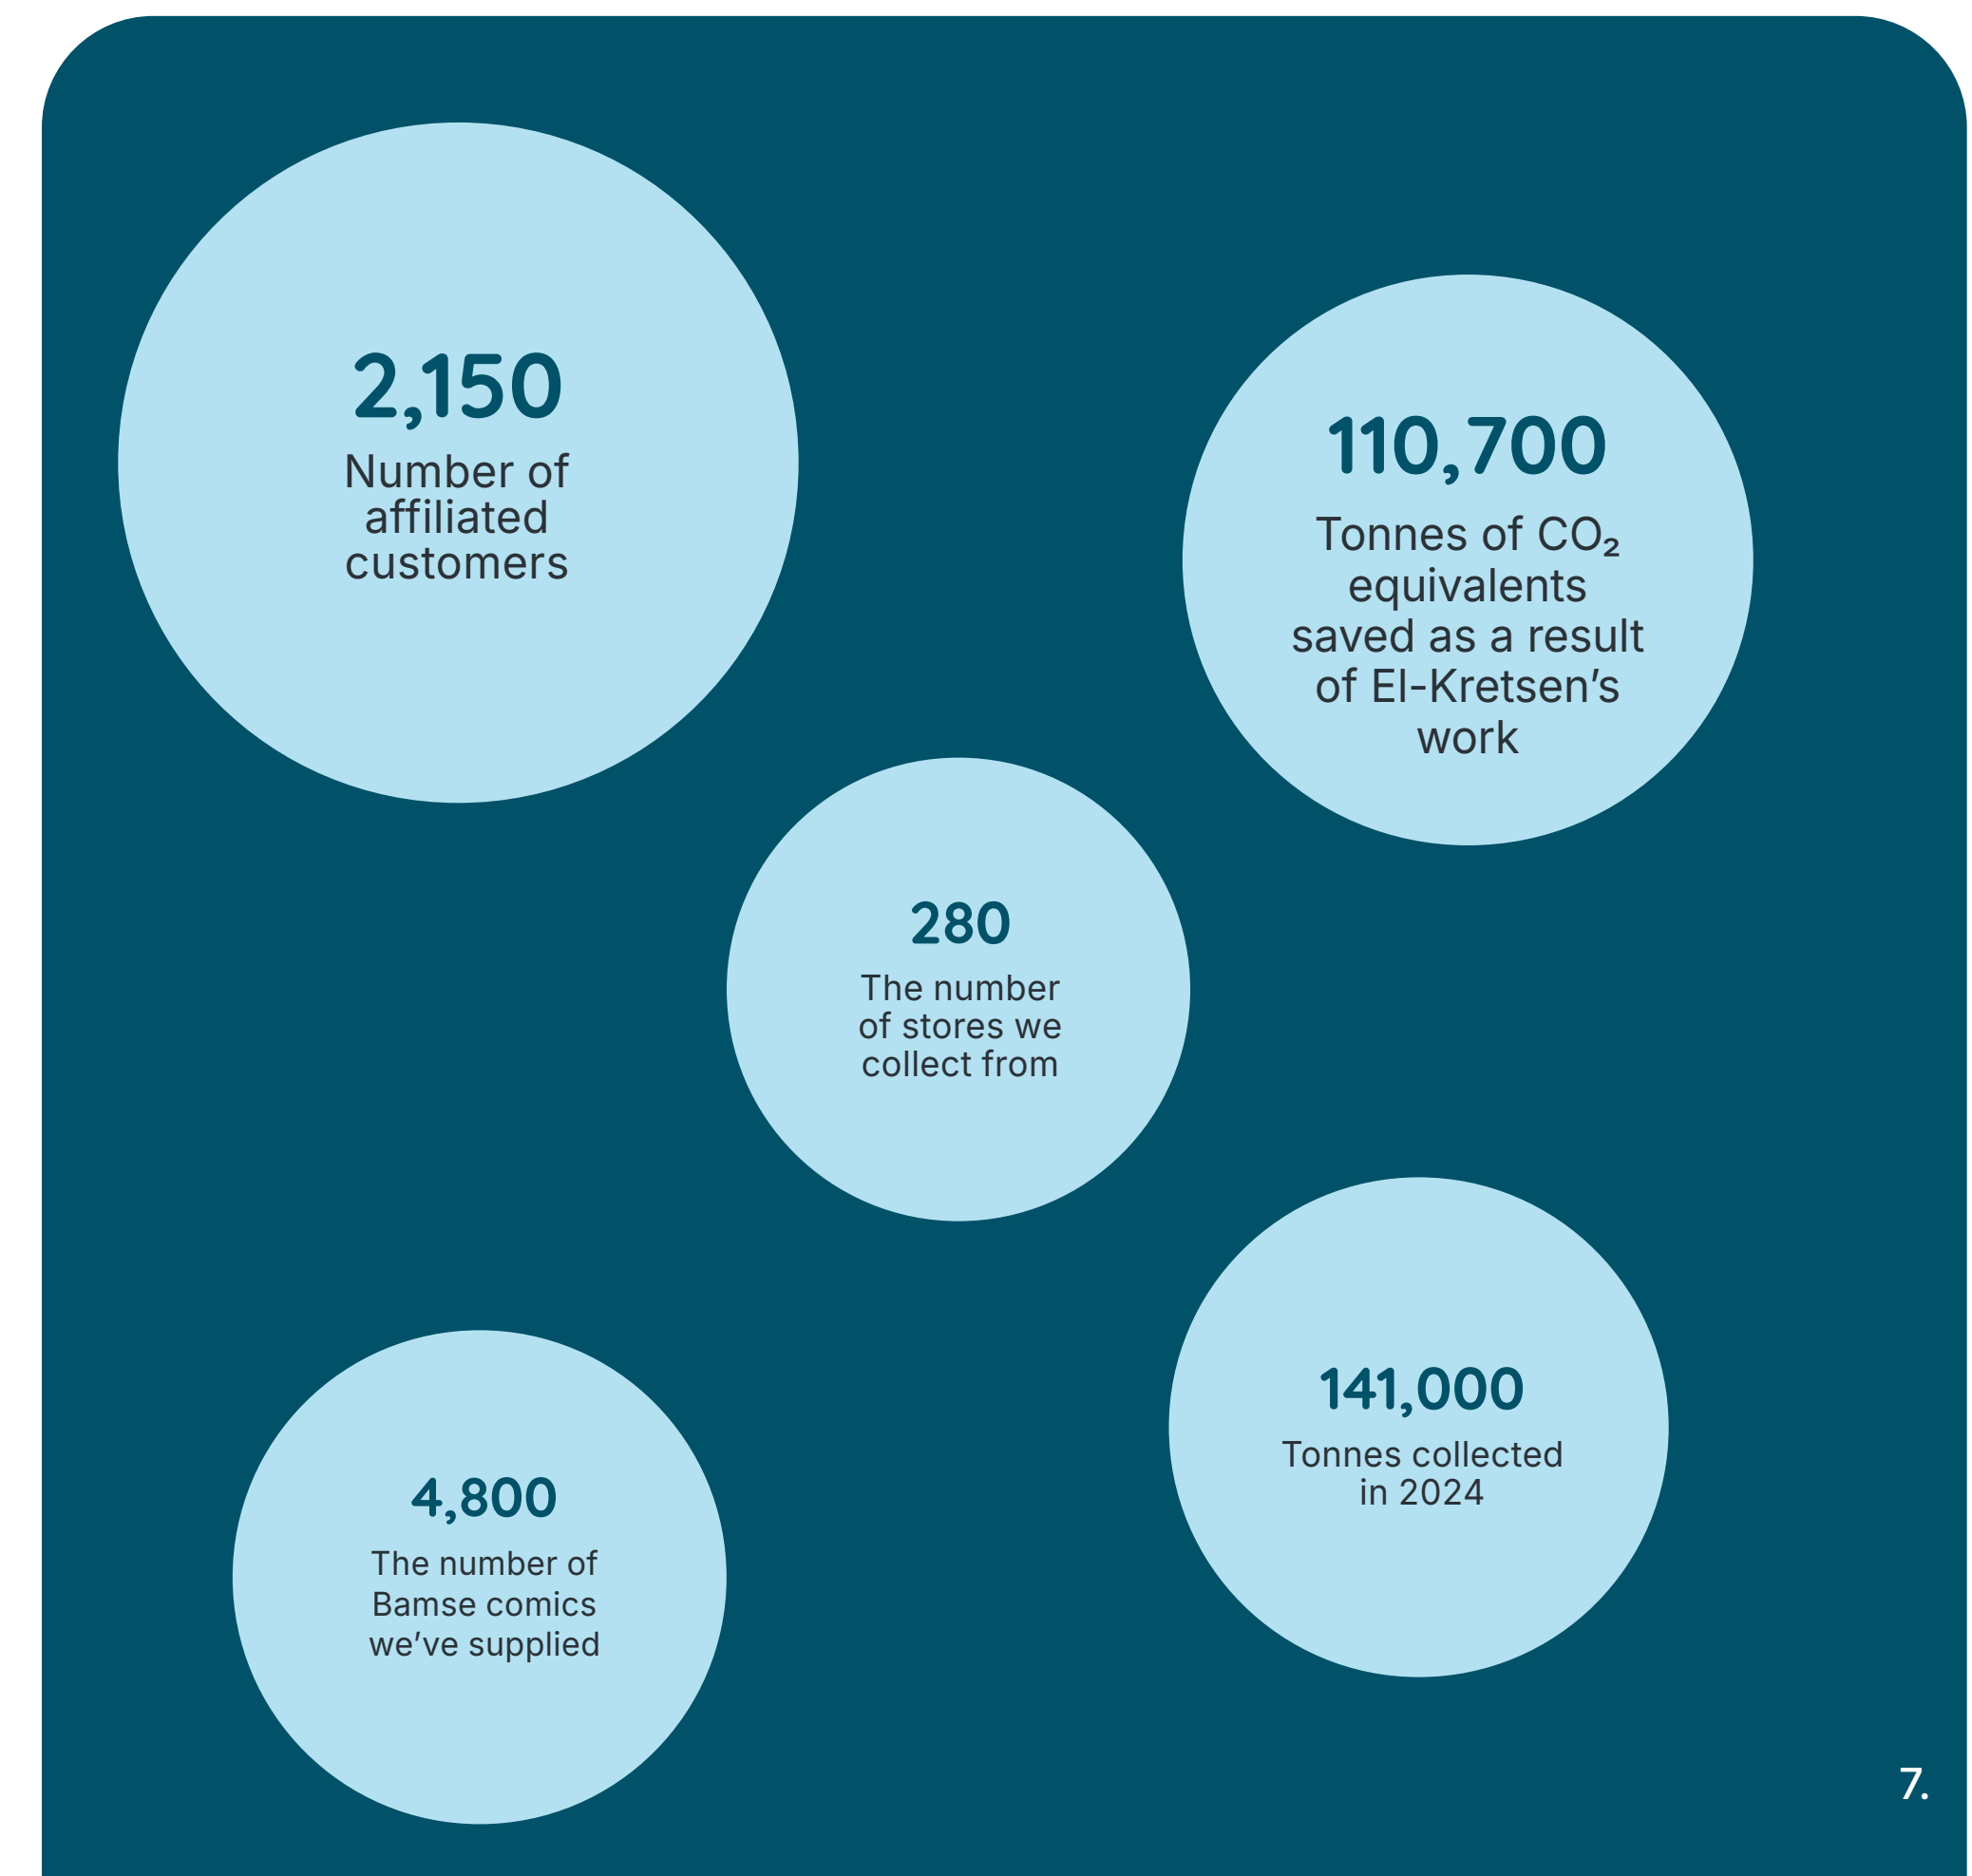 2,150
Number of
affiliated
customers
110,700
Tonnes of CO₂
equivalents
saved as a result
of El-Kretsen’s
work
280
The number
of stores we
collect from
141,000
Tonnes collected
in 2024
4,800
The number of
Bamse comics
we’ve supplied
7.